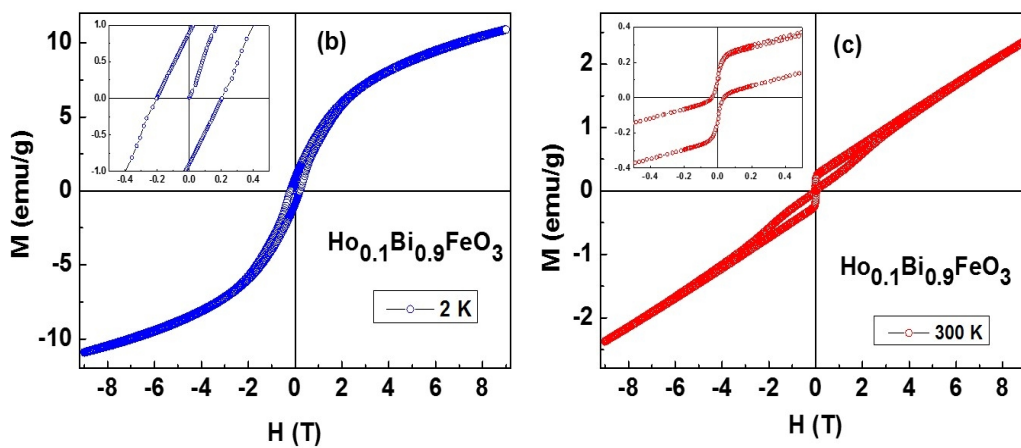 (b)
M (emu/g)
10
5
0
-5
-10
1.0
0.5
0.0
-0.5
-1.0
-0.4 -0.2 0.0 0.2 0.4
Ho0.1Bi0.9FeO3
2 K
-8 -6 -4 -2 0 2 4 6 8
H (T)
(c)
M (emu/g)
2
1
0
-1
-2
0.4
0.2
0.0
-0.2
-0.4
-0.4 -0.2 0.0 0.2 0.4
Ho0.1Bi0.9FeO3
300 K
-8 -6 -4 -2 0 2 4 6 8
H (T)